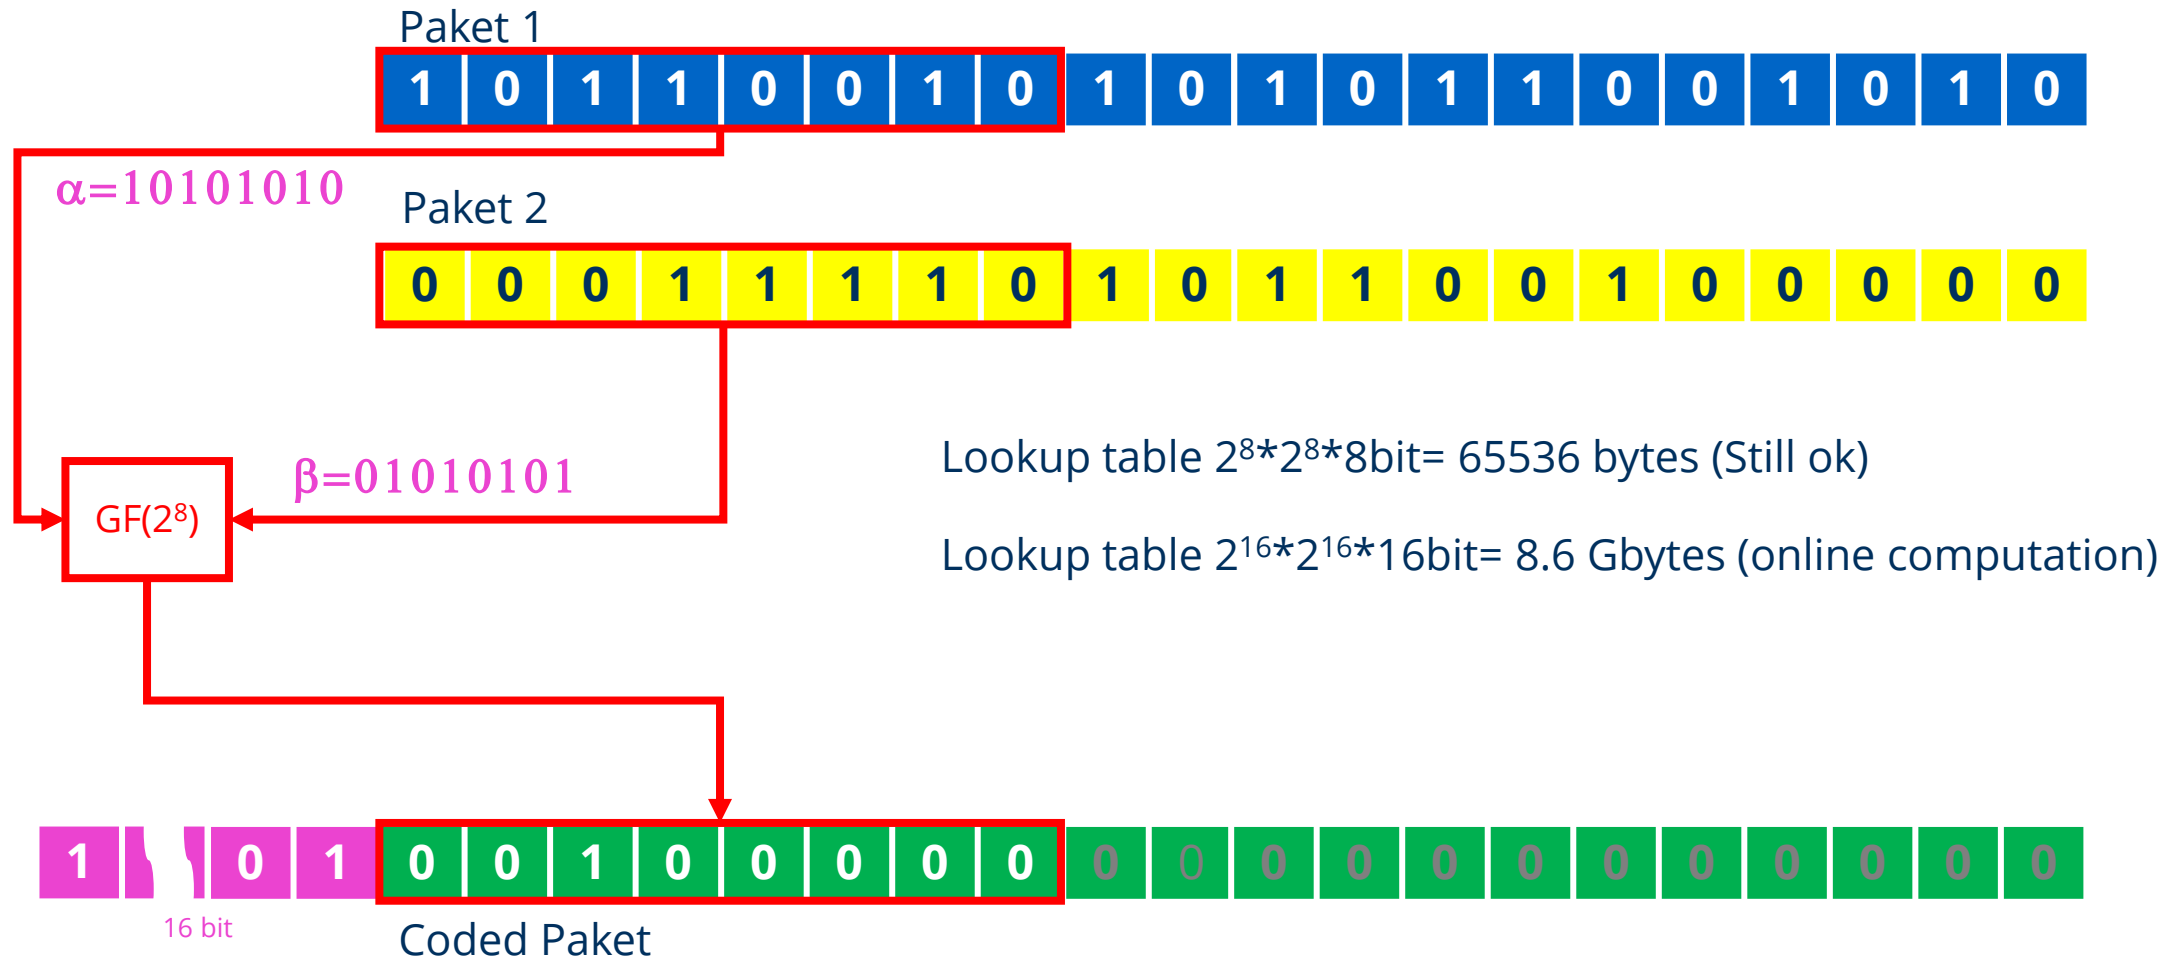 Paket 1
1 0 1 1 0 0 1 0 1 0 1 0 1 1 0 0 1 0 1 0
α=10101010
Paket 2
0 0 0 1 1 1 1 0 1 0 1 1 0 0 1 0 0 0 0 0
Lookup table 2⁸*2⁸*8bit= 65536 bytes (Still ok)
β=01010101
GF(2⁸)
Lookup table 2¹⁶*2¹⁶*16bit= 8.6 Gbytes (online computation)
1 0 1 0 0 1 0 0 0 0 0 0 0 0 0 0 0 0 0 0 0 0 0
16 bit
Coded Paket